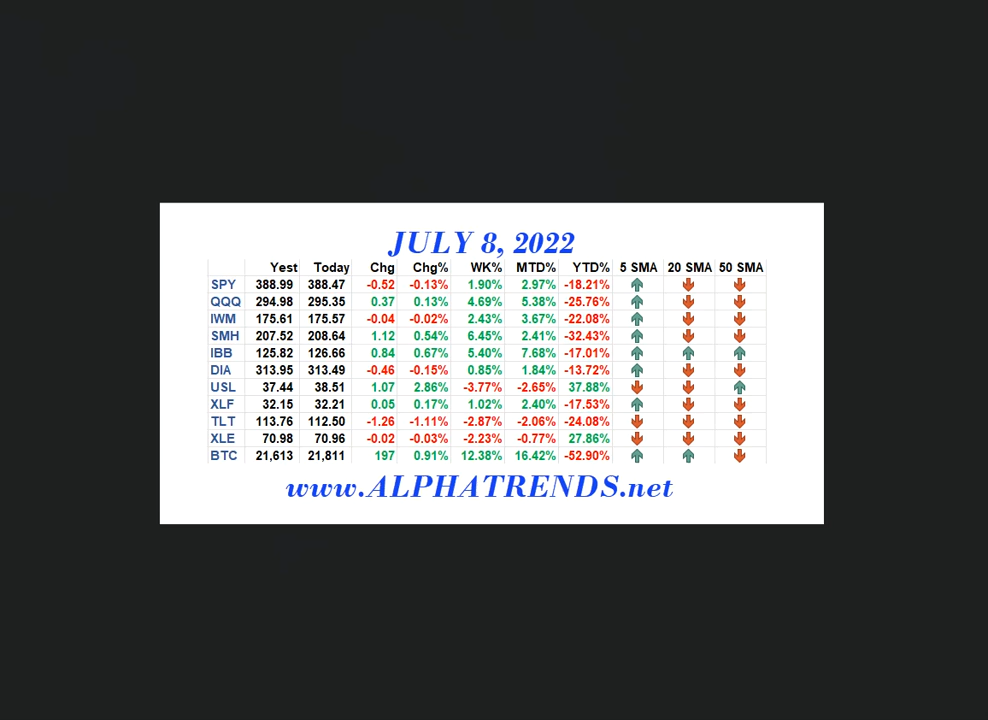 JULY 8, 2022
Yest Today Chg Chg% WK% MTD% YTD% 5 SMA 20 SMA 50 SMA
SPY 388.99 388.47 -0.52 -0.13% 1.90% 2.97% -18.21%
QQQ 294.98 295.35 0.37 0.13% 4.69% 5.38% -25.76%
IWM 175.61 175.57 -0.04 -0.02% 2.43% 3.67% -22.08%
SMH 207.52 208.64 1.12 0.54% 6.45% 2.41% -32.43%
IBB 125.82 126.66 0.84 0.67% 5.40% 7.68% -17.01%
DIA 313.95 313.49 -0.46 -0.15% 0.85% 1.84% -13.72%
USL 37.44 38.51 1.07 2.86% -3.77% -2.65% 37.88%
XLF 32.15 32.21 0.05 0.17% 1.02% 2.40% -17.53%
TLT 113.76 112.50 -1.26 -1.11% -2.87% -2.06% -24.08%
XLE 70.98 70.96 -0.02 -0.03% -2.23% -0.77% 27.86%
BTC 21,613 21,811 197 0.91% 12.38% 16.42% -52.90%
www.ALPHATRENDS.net